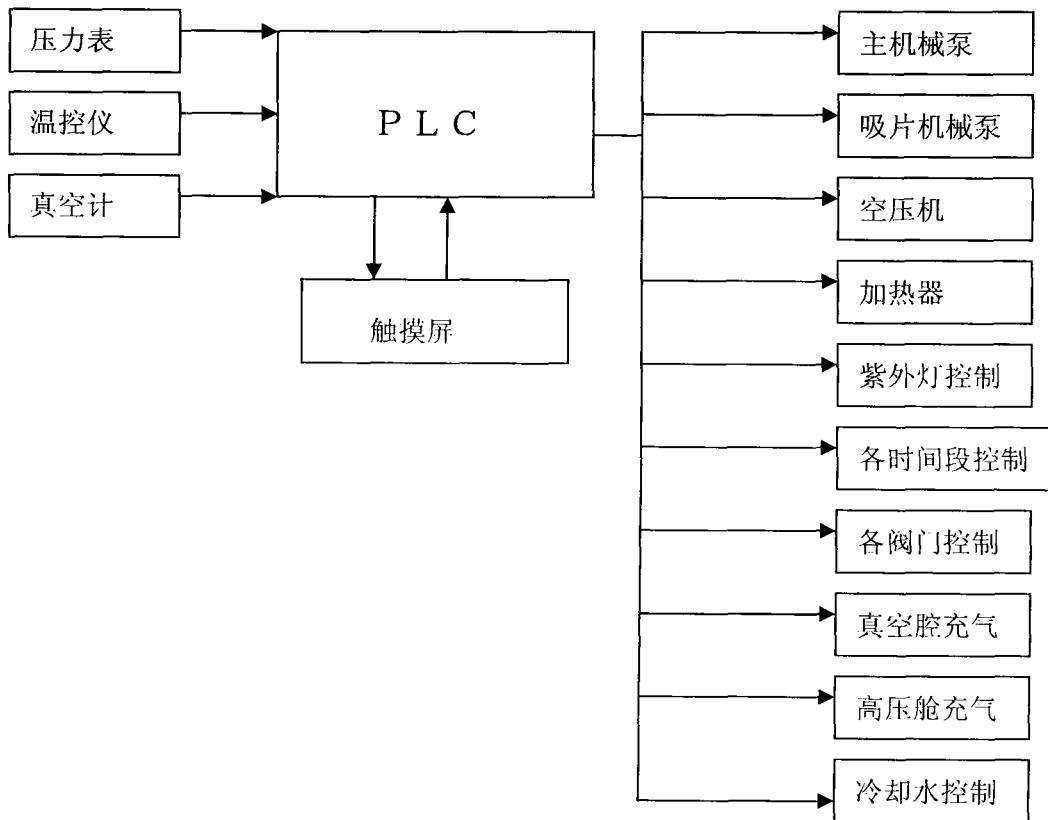 压力表
温控仪
真空计
PLC
触摸屏
主机械泵
吸片机械泵
空压机
加热器
紫外灯控制
各时间段控制
各阀门控制
真空腔充气
高压舱充气
冷却水控制